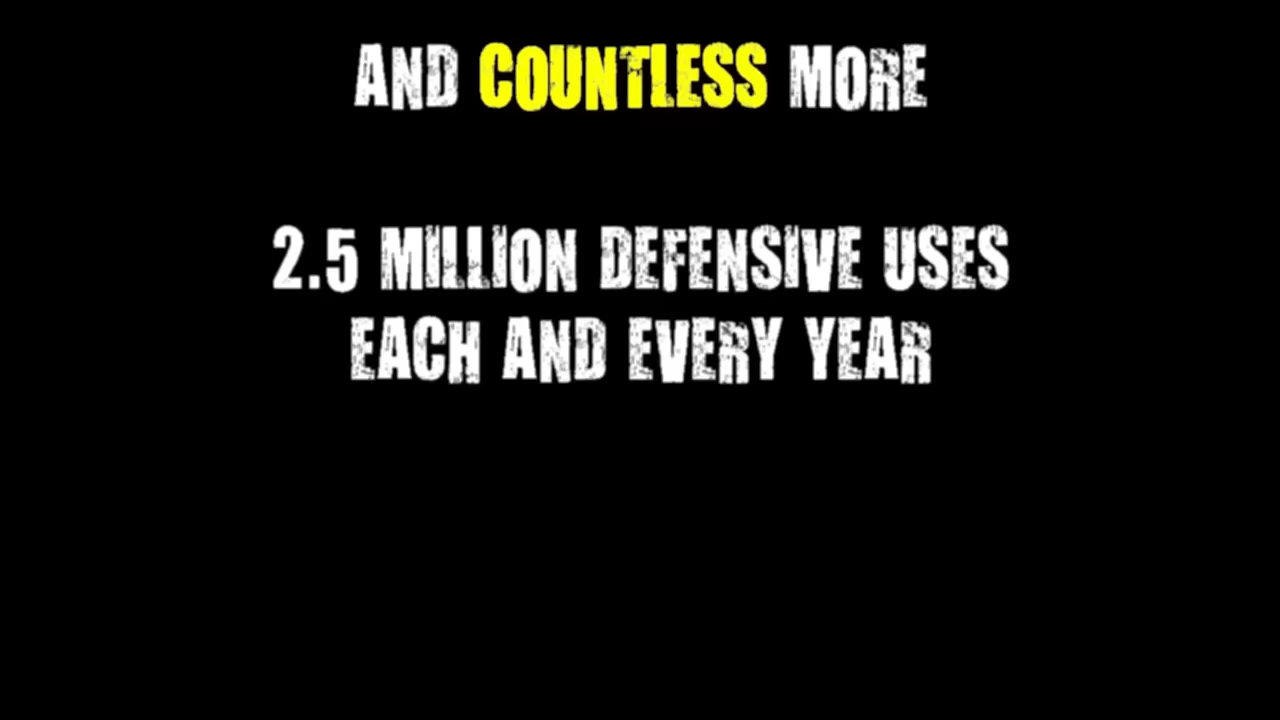 AND COUNTLESS MORE
2.5 MILLION DEFENSIVE USES
EACH AND EVERY YEAR